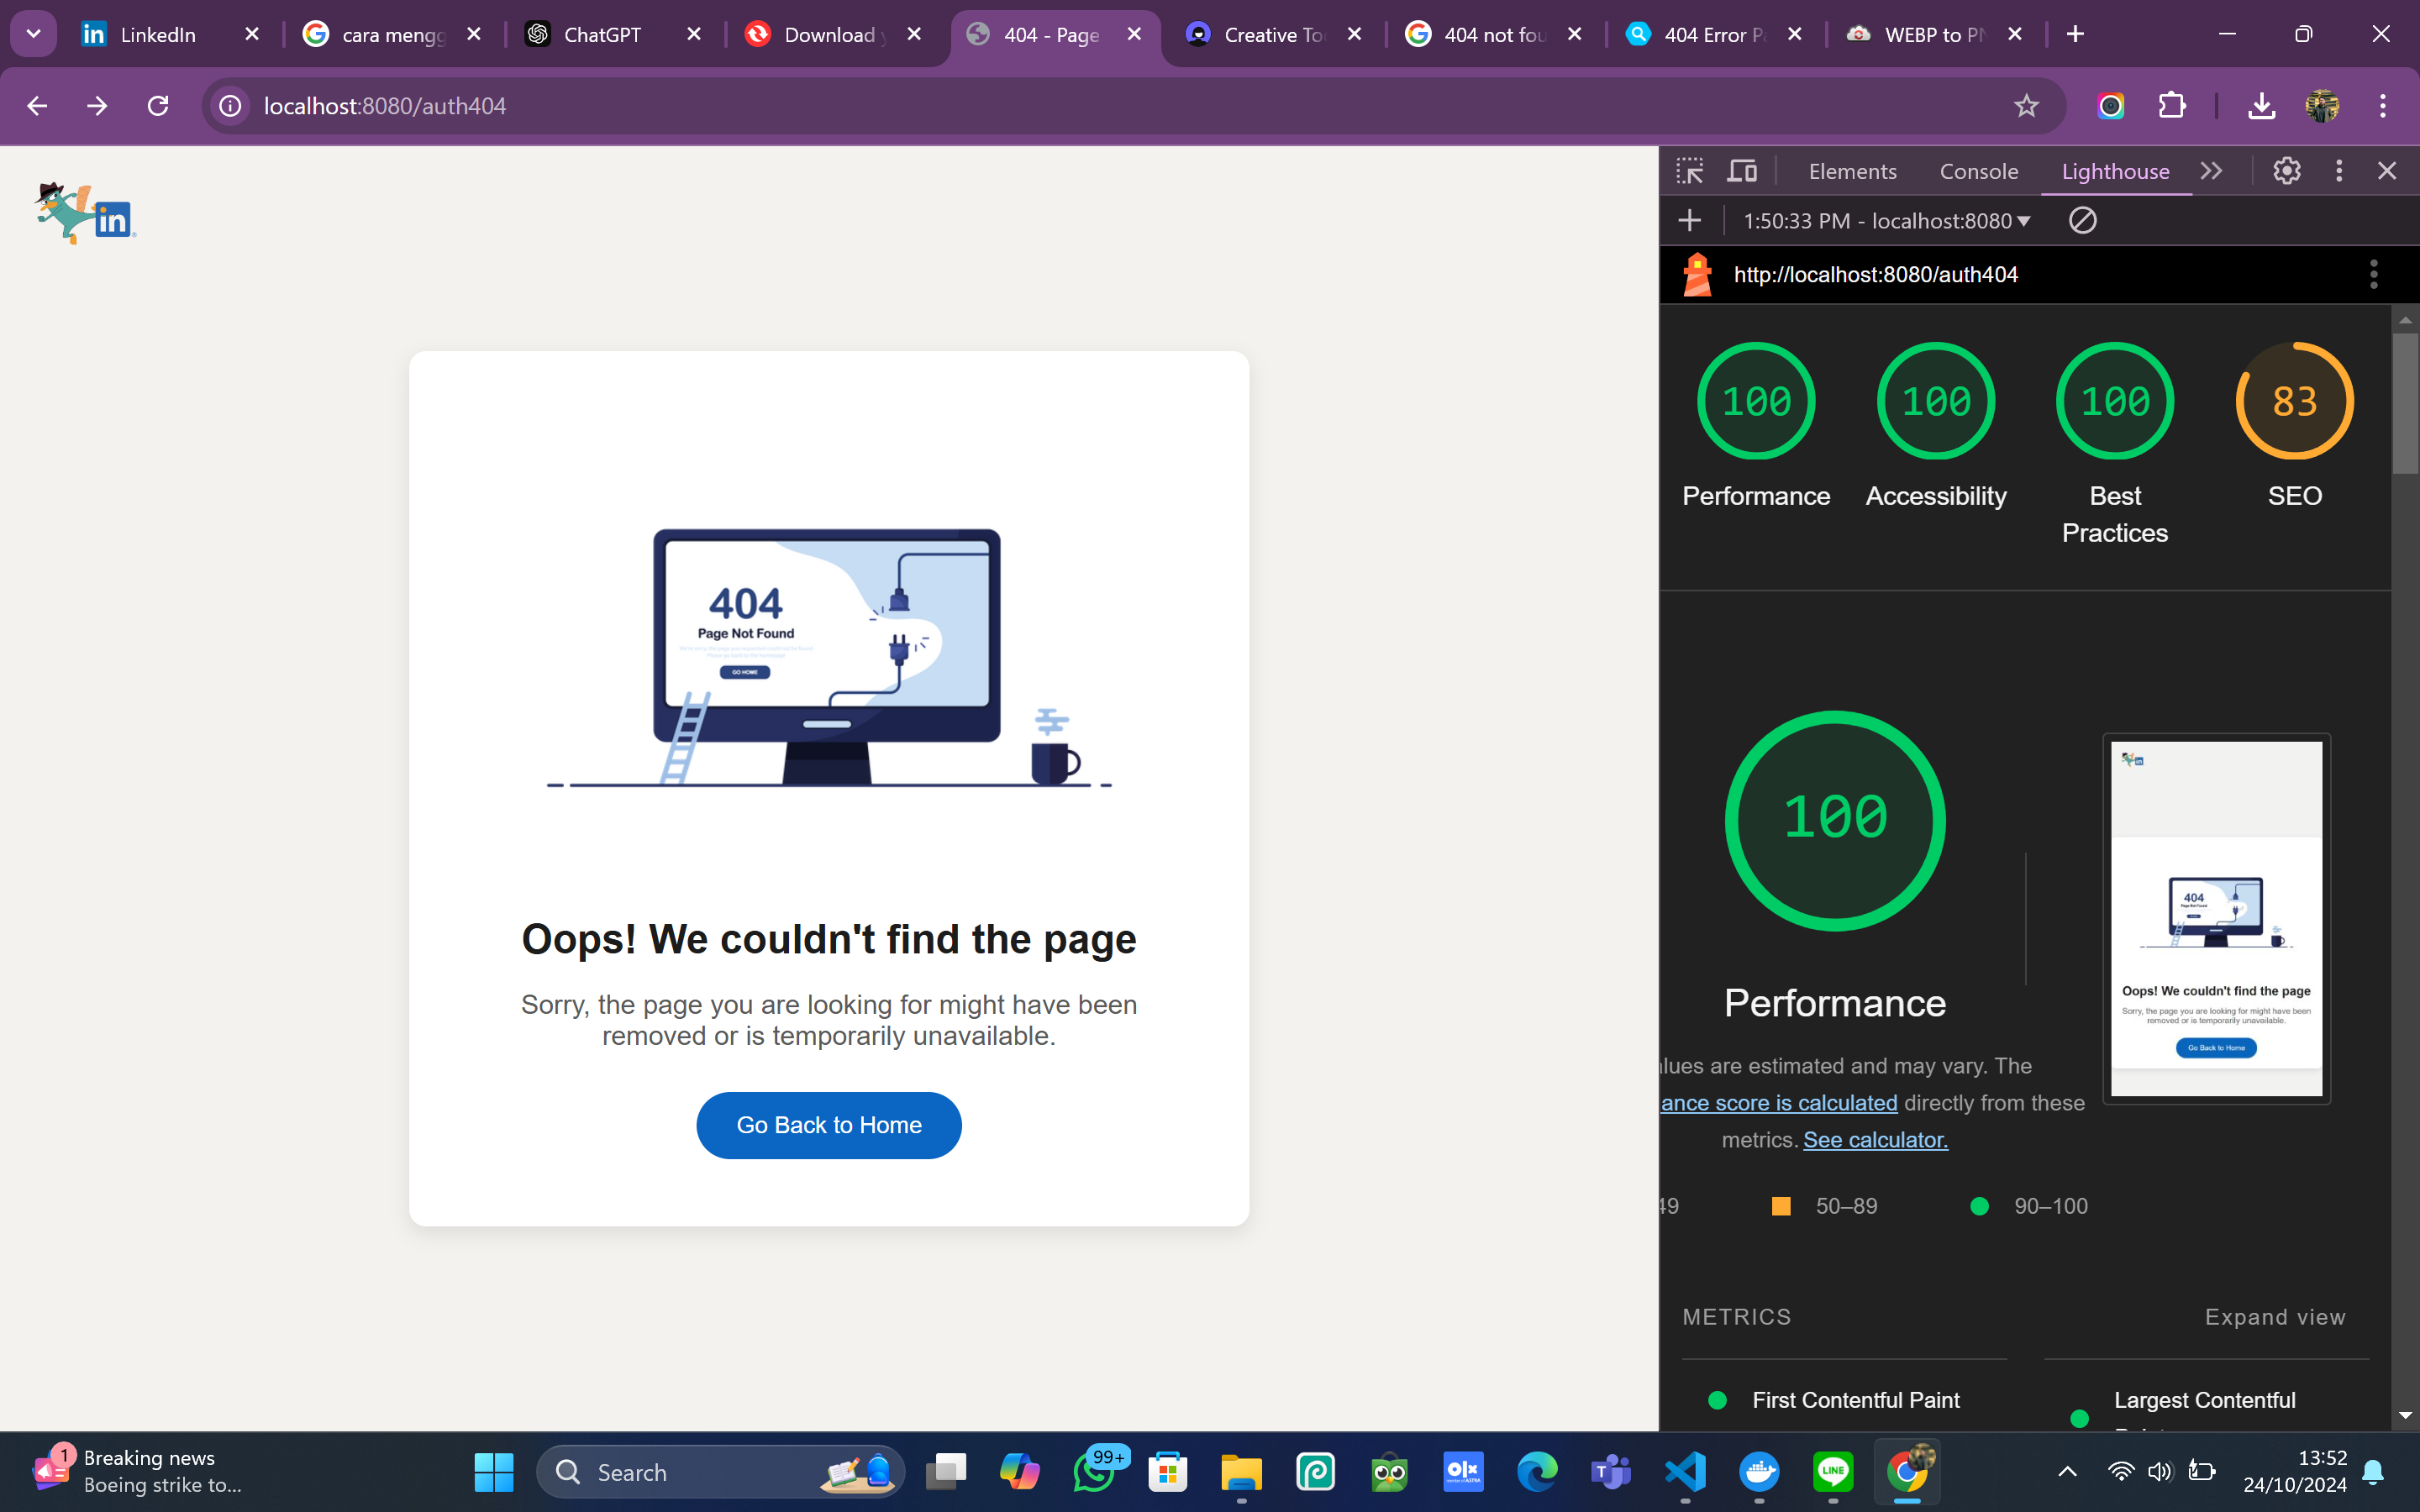 LinkedIn
cara mengg
ChatGPT
Download y
404 - Page
Creative To
404 not fou
404 Error P
WEBP to PN
localhost:8080/auth404
in
404
Page Not Found
GO HOME
Oops! We couldn't find the page
Sorry, the page you are looking for might have been
removed or is temporarily unavailable.
Go Back to Home
Elements
Console
Lighthouse
1:50:33 PM - localhost:8080
http://localhost:8080/auth404
100
Performance
100
Accessibility
100
Best
Practices
83
SEO
100
Performance
lues are estimated and may vary. The
ance score is calculated directly from these
metrics. See calculator.
49
50–89
90–100
in
404
Page Not Found
Oops! We couldn't find the page
Sorry, the page you are looking for might have been
removed or is temporarily unavailable.
Go Back to Home
METRICS
Expand view
First Contentful Paint
Largest Contentful
1
Breaking news
Boeing strike to...
Search
99+
olx
T
LINE
13:52
24/10/2024